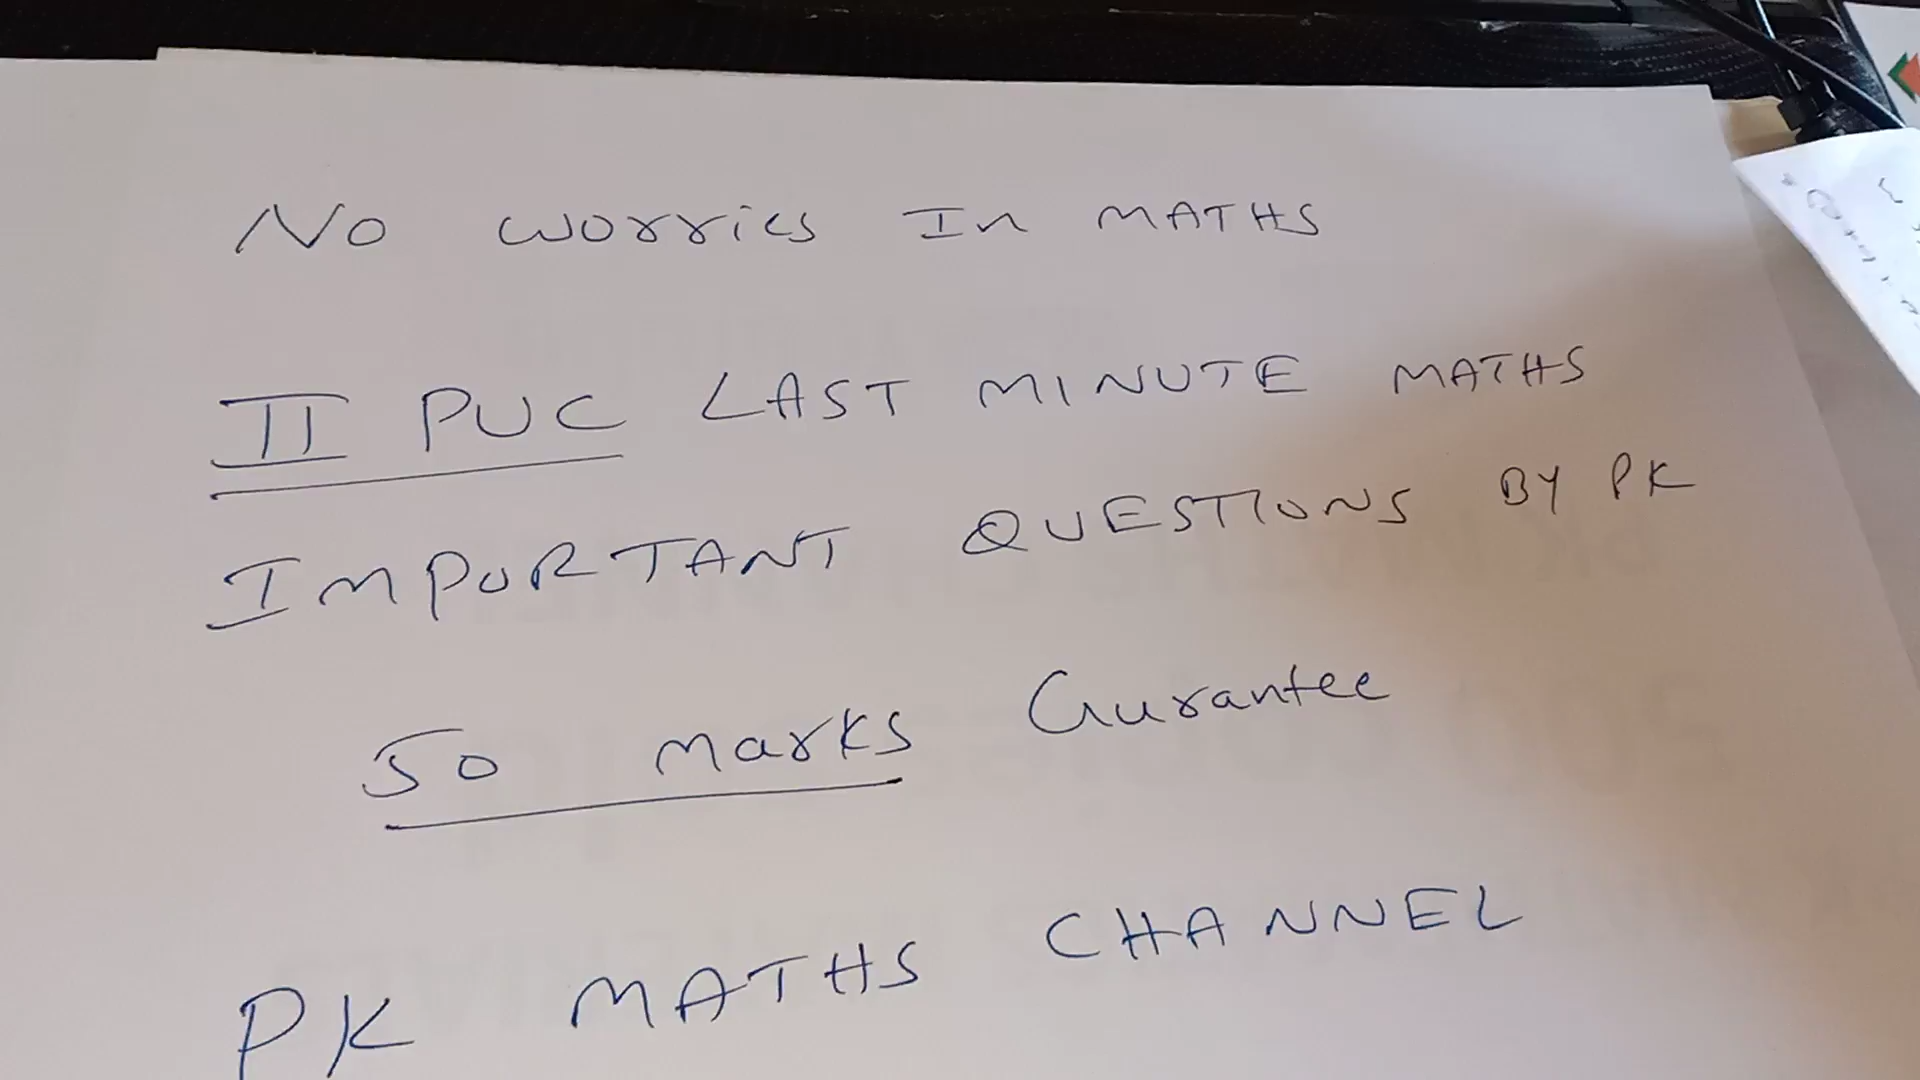 No worries In MATHS
II PUC LAST MINUTE MATHS
IMPORTANT QUESTIONS BY PK
50 marks Gurantee
PK MATHS CHANNEL